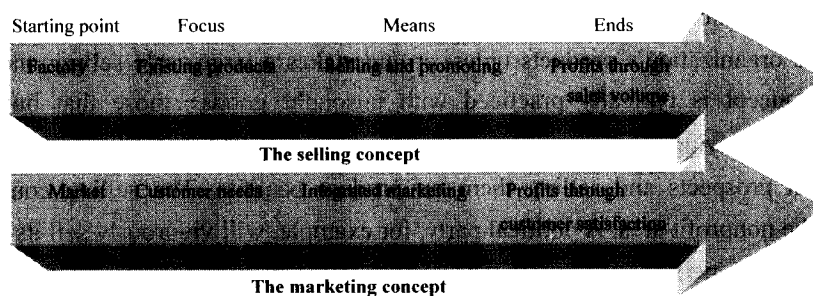 Starting point Focus Means Ends
Factory Existing products Selling and promoting Profits through
sales volume
The selling concept
Market Customer needs Integrated marketing Profits through
customer satisfaction
The marketing concept